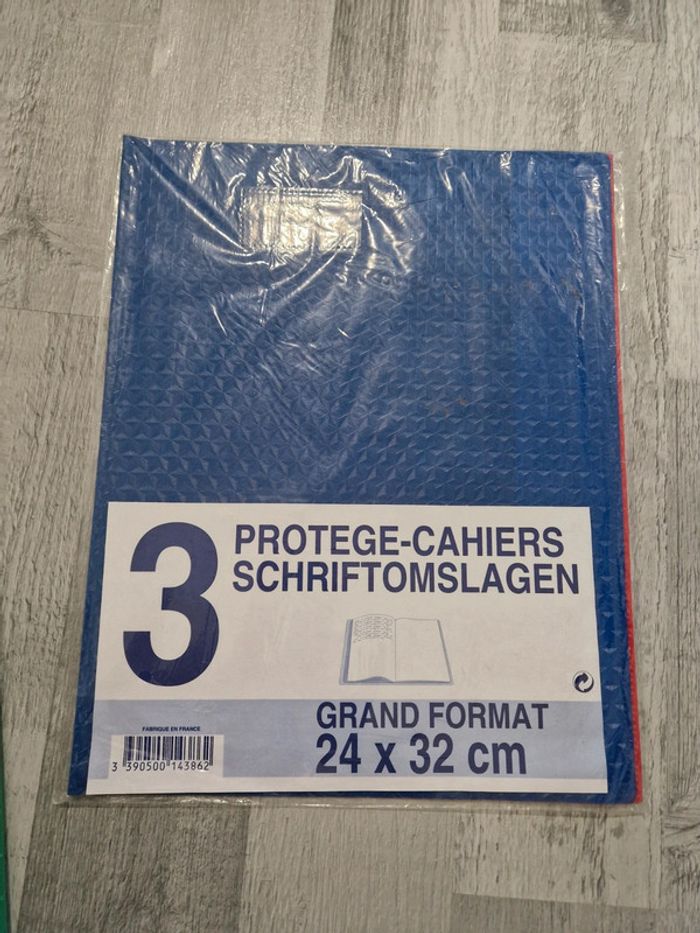 3
PROTEGE-CAHIERS
SCHRIFTOMSLAGEN
GRAND FORMAT
24 x 32 cm
FABRIQUE EN FRANCE
3 390500 143862